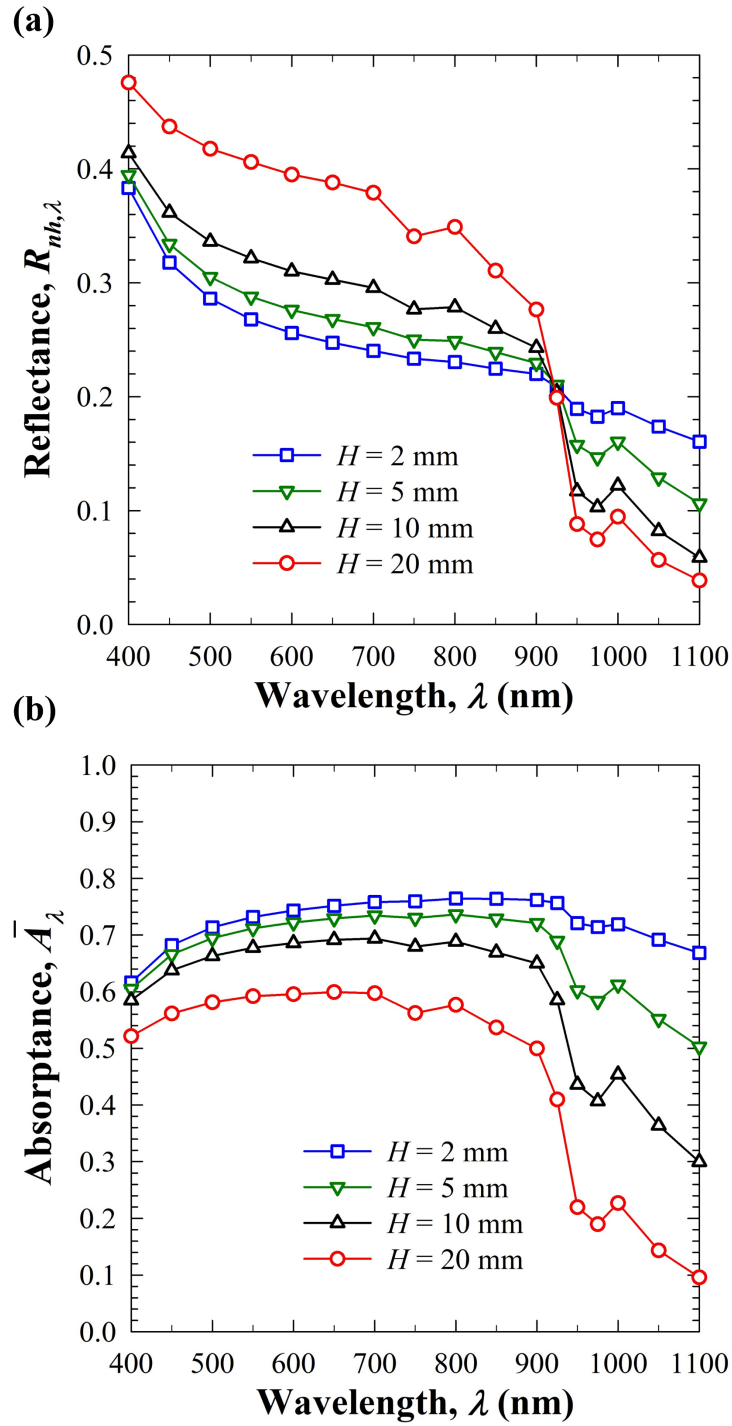 (a)
Reflectance, Rnh,λ
0.5
0.4
0.3
0.2
0.1
0.0
H = 2 mm
H = 5 mm
H = 10 mm
H = 20 mm
400 500 600 700 800 900 1000 1100
Wavelength, λ (nm)
(b)
Absorptance, A̅λ
1.0
0.9
0.8
0.7
0.6
0.5
0.4
0.3
0.2
0.1
0.0
H = 2 mm
H = 5 mm
H = 10 mm
H = 20 mm
400 500 600 700 800 900 1000 1100
Wavelength, λ (nm)